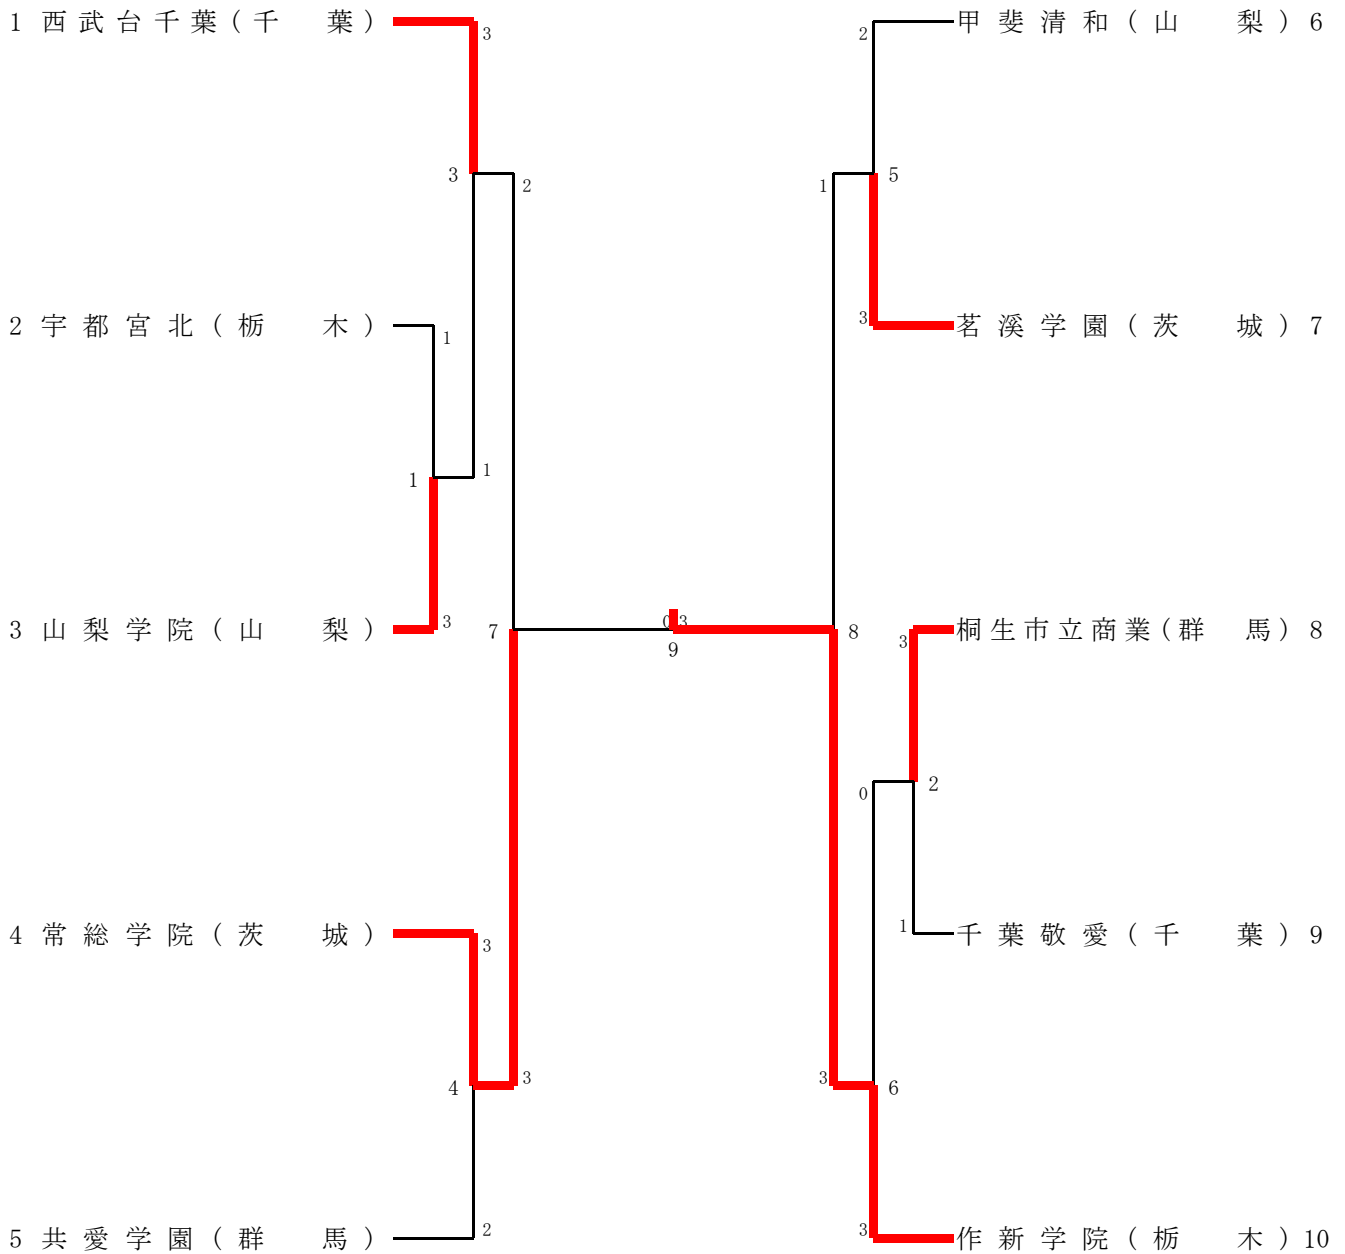 1 西武台千葉(千　葉)
3
2
甲斐清和(山　梨) 6
3
2
1
5
2 宇都宮北(栃　木)
1
3
茗溪学園(茨　城) 7
1
1
3 山梨学院(山　梨)
3
7
0 3
9
8
3
桐生市立商業(群　馬) 8
0
2
4 常総学院(茨　城)
3
1
千葉敬愛(千　葉) 9
4
3
3
6
5 共愛学園(群　馬)
2
3
作新学院(栃　木) 10